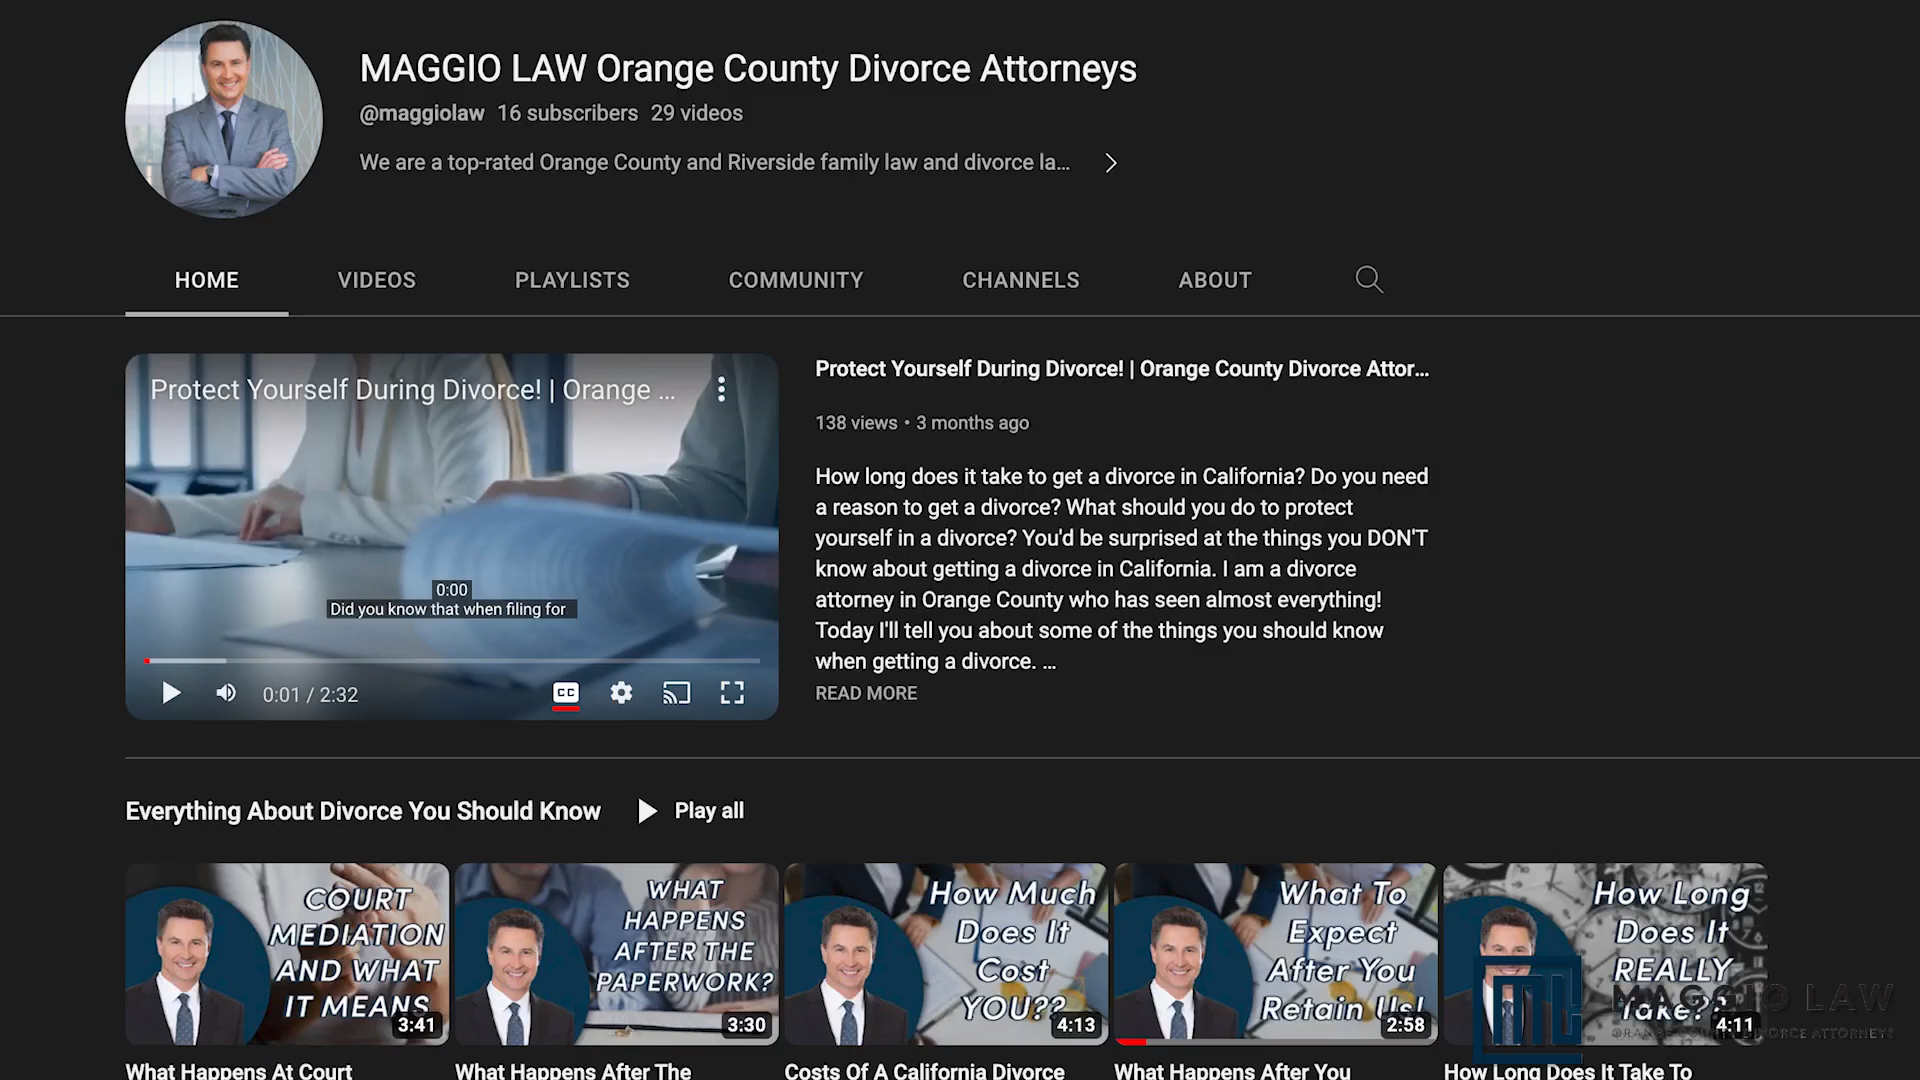 MAGGIO LAW Orange County Divorce Attorneys
@maggiolaw 16 subscribers 29 videos
We are a top-rated Orange County and Riverside family law and divorce la...
HOME VIDEOS PLAYLISTS COMMUNITY CHANNELS ABOUT
Protect Yourself During Divorce! | Orange ...
0:00
Did you know that when filing for
0:01 / 2:32
CC
Protect Yourself During Divorce! | Orange County Divorce Attor...
138 views • 3 months ago
How long does it take to get a divorce in California? Do you need
a reason to get a divorce? What should you do to protect
yourself in a divorce? You'd be surprised at the things you DON'T
know about getting a divorce in California. I am a divorce
attorney in Orange County who has seen almost everything!
Today I'll tell you about some of the things you should know
when getting a divorce. ...
READ MORE
Everything About Divorce You Should Know Play all
COURT
MEDIATION
AND WHAT
IT MEANS
3:41
What Happens At Court
WHAT
HAPPENS
AFTER THE
PAPERWORK?
3:30
What Happens After The
How Much
Does It
Cost
YOU??
4:13
Costs Of A California Divorce
What To
Expect
After You
Retain Us!
2:58
What Happens After You
How Long
Does It
REALLY
Take??
4:11
How Long Does It Take To
MAGGIO LAW
ORANGE COUNTY DIVORCE ATTORNEYS